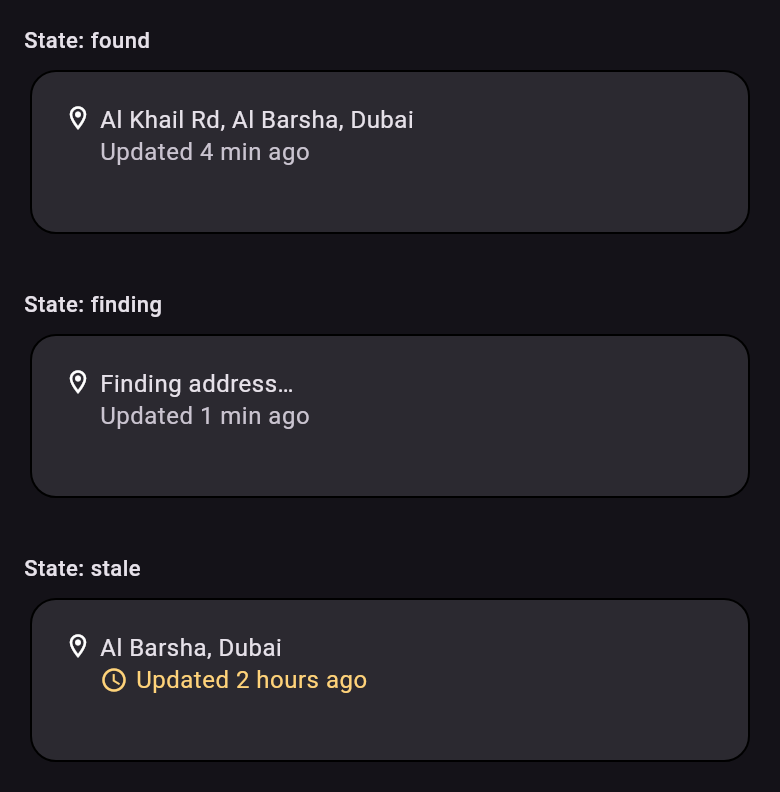 State: found
Al Khail Rd, Al Barsha, Dubai
Updated 4 min ago
State: finding
Finding address…
Updated 1 min ago
State: stale
Al Barsha, Dubai
Updated 2 hours ago